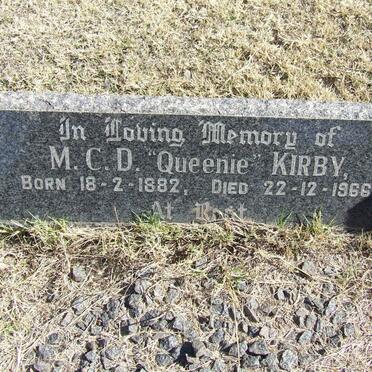 In Loving Memory of
M.C.D. "Queenie" KIRBY,
BORN 18-2-1882, DIED 22-12-1966
At Rest